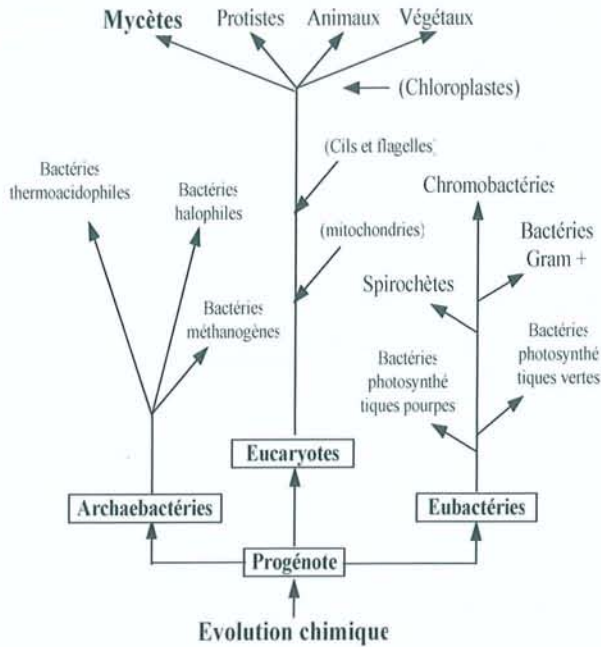 Mycètes
Protistes
Animaux
Végétaux
(Chloroplastes)
(Cils et flagelles)
(mitochondries)
Bactéries
thermoacidophiles
Bactéries
halophiles
Bactéries
méthanogènes
Chromobactéries
Bactéries
Gram +
Spirochètes
Bactéries
photosynthé
tiques pourpes
Bactéries
photosynthé
tiques vertes
Eucaryotes
Archaebactéries
Eubactéries
Progénote
Evolution chimique